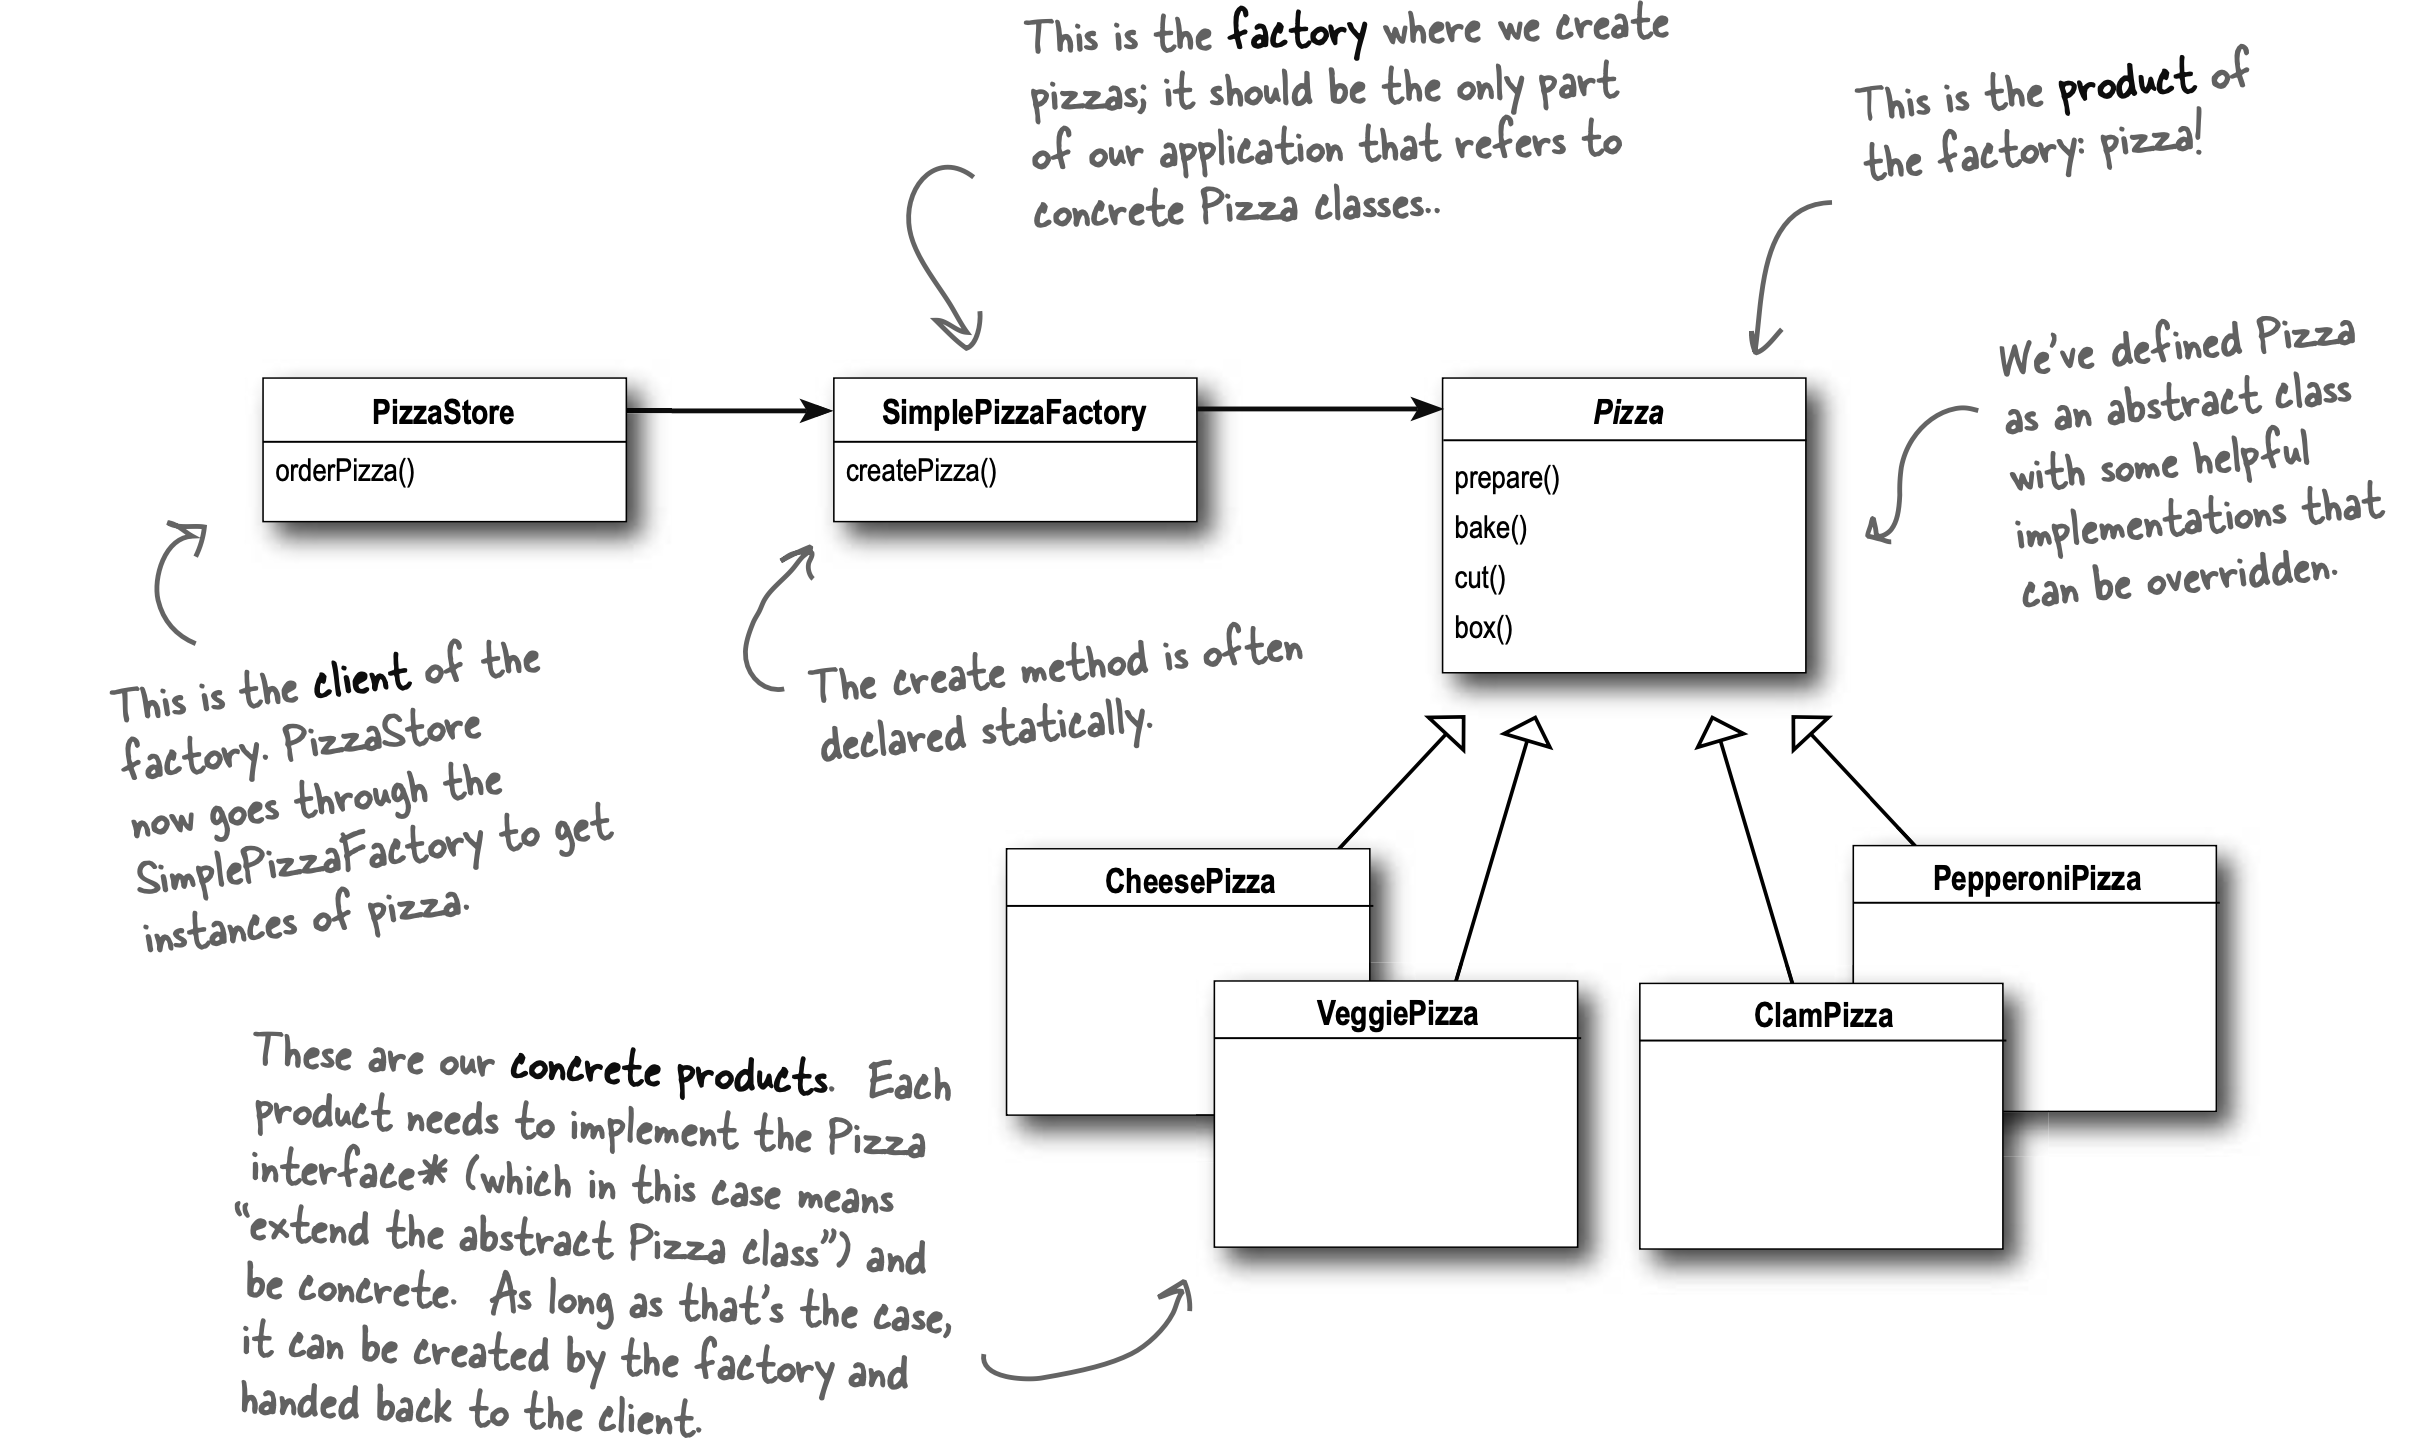 This is the factory where we create
pizzas; it should be the only part
of our application that refers to
concrete Pizza classes..
This is the product of
the factory: pizza!
We've defined Pizza
as an abstract class
with some helpful
implementations that
can be overridden.
PizzaStore
orderPizza()
SimplePizzaFactory
createPizza()
Pizza
prepare()
bake()
cut()
box()
This is the client of the
factory. PizzaStore
now goes through the
SimplePizzaFactory to get
instances of pizza.
The create method is often
declared statically.
CheesePizza
VeggiePizza
ClamPizza
PepperoniPizza
These are our concrete products. Each
product needs to implement the Pizza
interface* (which in this case means
“extend the abstract Pizza class”) and
be concrete. As long as that's the case,
it can be created by the factory and
handed back to the client.